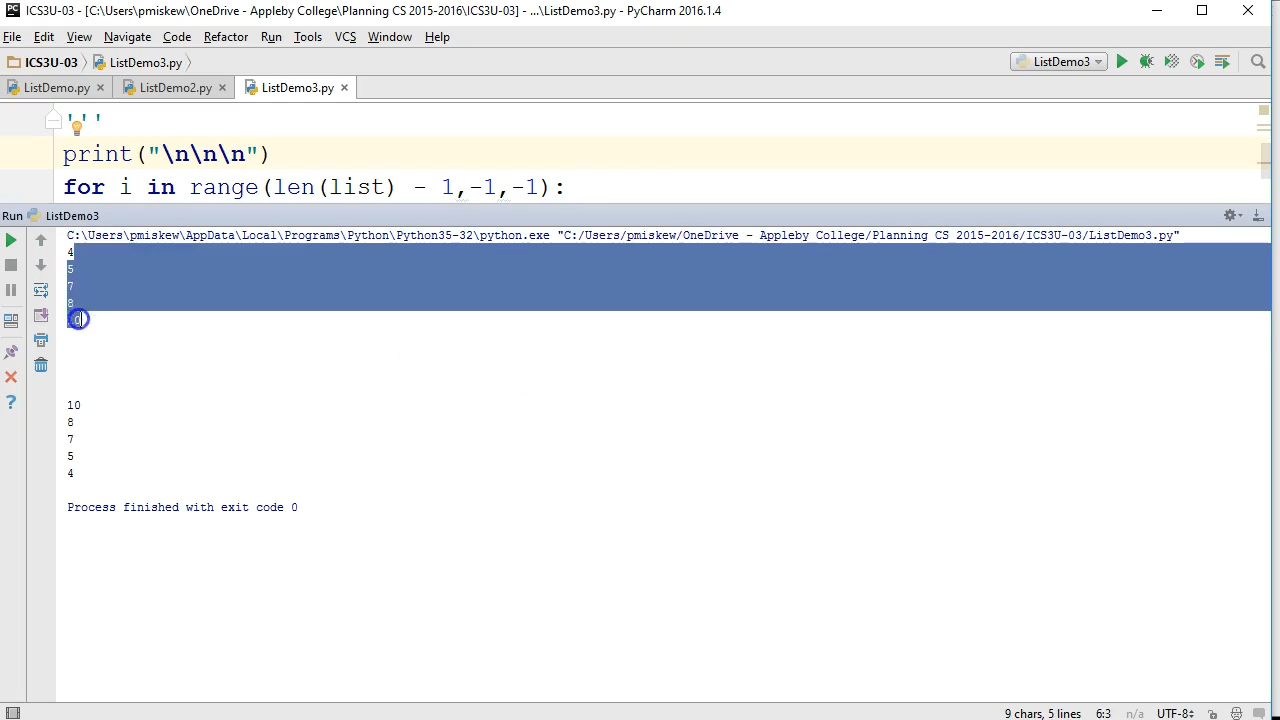 ICS3U-03 - [C:\Users\pmiskew\OneDrive - Appleby College\Planning CS 2015-2016\ICS3U-03] - ...\ListDemo3.py - PyCharm 2016.1.4
File Edit View Navigate Code Refactor Run Tools VCS Window Help
ICS3U-03 ListDemo3.py ListDemo3
ListDemo.py ListDemo2.py ListDemo3.py
'''
print("\n\n\n")
for i in range(len(list) - 1,-1,-1):
Run ListDemo3
C:\Users\pmiskew\AppData\Local\Programs\Python\Python35-32\python.exe "C:/Users/pmiskew/OneDrive - Appleby College/Planning CS 2015-2016/ICS3U-03/ListDemo3.py"
4
5
7
8
10
10
8
7
5
4
Process finished with exit code 0
9 chars, 5 lines 6:3 n/a UTF-8